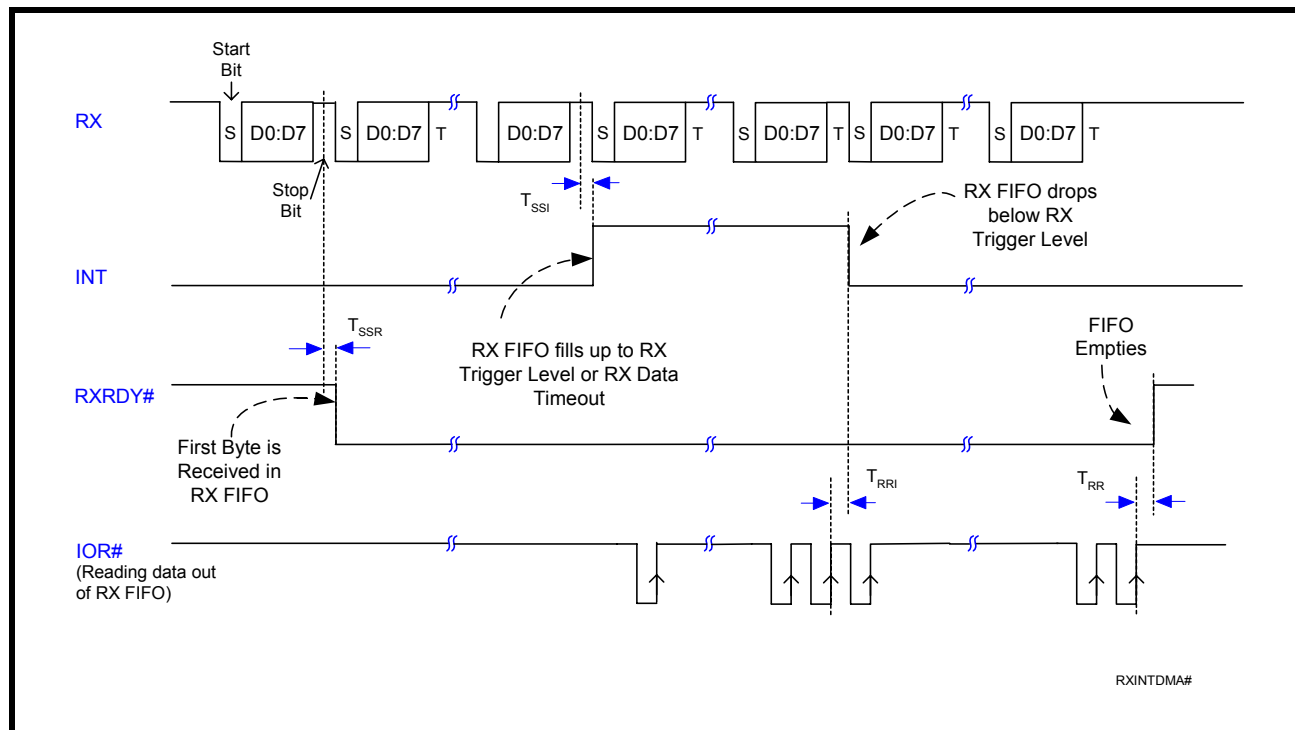 Start
Bit
RX
S D0:D7 S D0:D7 T D0:D7 S D0:D7 T S D0:D7 T S D0:D7 T S D0:D7 T
Stop
Bit
TSSI
RX FIFO drops
below RX
Trigger Level
INT
TSSR
RX FIFO fills up to RX
Trigger Level or RX Data
Timeout
FIFO
Empties
RXRDY#
First Byte is
Received in
RX FIFO
TRRI
TRR
IOR#
(Reading data out
of RX FIFO)
RXINTDMA#